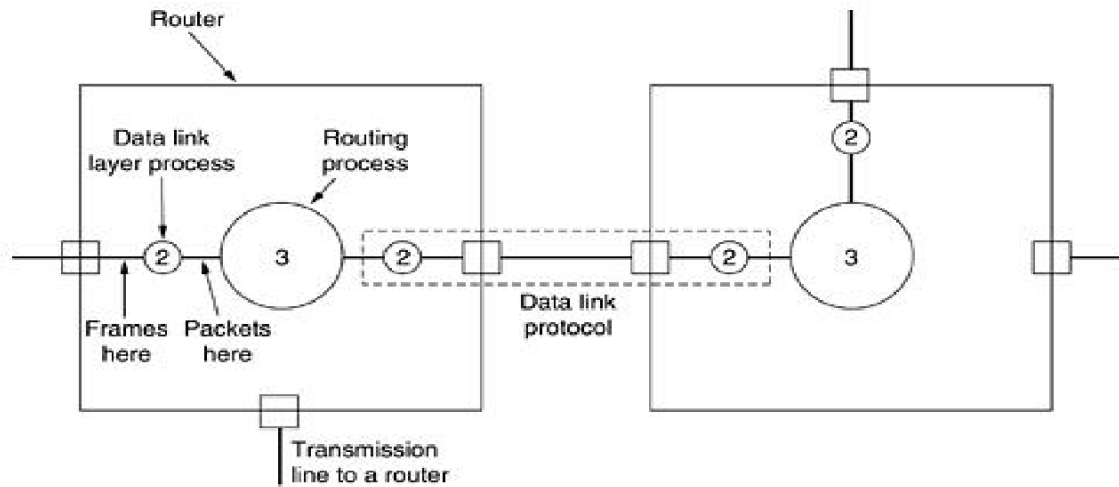 Router
Data link
layer process
Routing
process
2
2
3
2
2
3
Frames
here
Packets
here
Data link
protocol
Transmission
line to a router